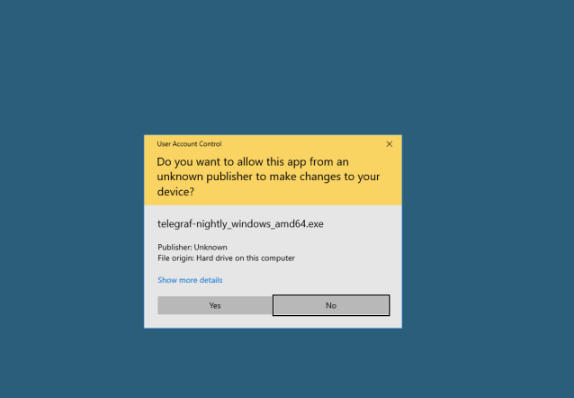 User Account Control
Do you want to allow this app from an
unknown publisher to make changes to your
device?
telegraf-nightly_windows_amd64.exe
Publisher: Unknown
File origin: Hard drive on this computer
Show more details
Yes
No